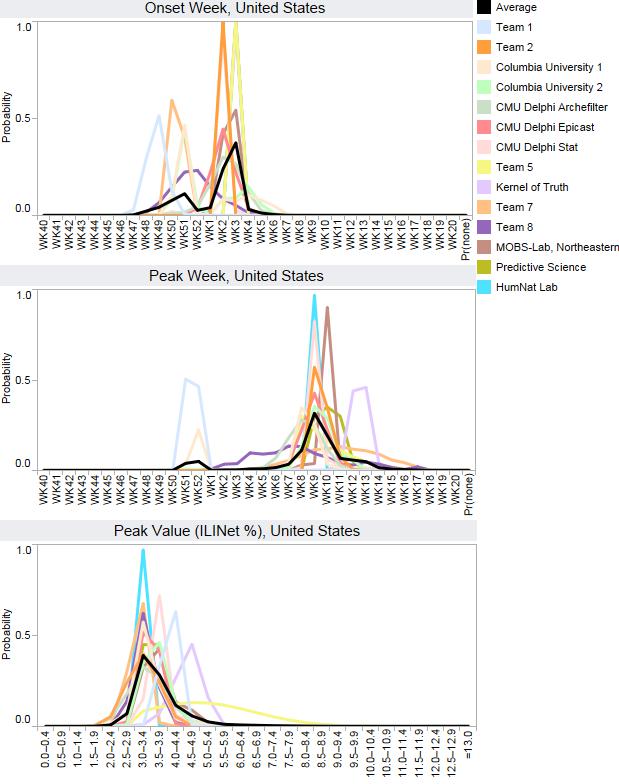 Onset Week, United States
1.0
0.5
0.0
Probability
WK40
WK41
WK42
WK43
WK44
WK45
WK46
WK47
WK48
WK49
WK50
WK51
WK52
WK1
WK2
WK3
WK4
WK5
WK6
WK7
WK8
WK9
WK10
WK11
WK12
WK13
WK14
WK15
WK16
WK17
WK18
WK19
WK20
Pr(none)
Average
Team 1
Team 2
Columbia University 1
Columbia University 2
CMU Delphi Archefilter
CMU Delphi Epicast
CMU Delphi Stat
Team 5
Kernel of Truth
Team 7
Team 8
MOBS-Lab, Northeastern
Predictive Science
HumNat Lab
Peak Week, United States
1.0
0.5
0.0
Probability
WK40
WK41
WK42
WK43
WK44
WK45
WK46
WK47
WK48
WK49
WK50
WK51
WK52
WK1
WK2
WK3
WK4
WK5
WK6
WK7
WK8
WK9
WK10
WK11
WK12
WK13
WK14
WK15
WK16
WK17
WK18
WK19
WK20
Pr(none)
Peak Value (ILINet %), United States
1.0
0.5
0.0
Probability
0.0–0.4
0.5–0.9
1.0–1.4
1.5–1.9
2.0–2.4
2.5–2.9
3.0–3.4
3.5–3.9
4.0–4.4
4.5–4.9
5.0–5.4
5.5–5.9
6.0–6.4
6.5–6.9
7.0–7.4
7.5–7.9
8.0–8.4
8.5–8.9
9.0–9.4
9.5–9.9
10.0–10.4
10.5–10.9
11.0–11.4
11.5–11.9
12.0–12.4
12.5–12.9
=13.0